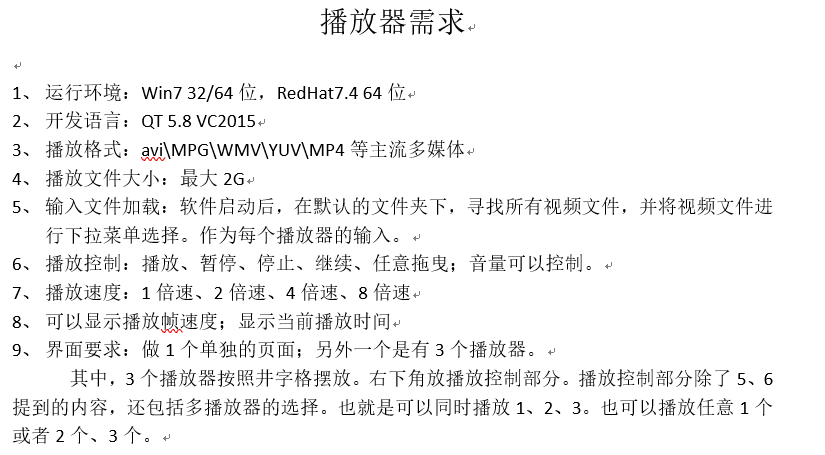 播放器需求
1、 运行环境：Win7 32/64 位，RedHat7.4 64 位
2、 开发语言：QT 5.8 VC2015
3、 播放格式：avi\MPG\WMV\YUV\MP4 等主流多媒体
4、 播放文件大小：最大 2G
5、 输入文件加载：软件启动后，在默认的文件夹下，寻找所有视频文件，并将视频文件进
行下拉菜单选择。作为每个播放器的输入。
6、 播放控制：播放、暂停、停止、继续、任意拖曳；音量可以控制。
7、 播放速度：1 倍速、2 倍速、4 倍速、8 倍速
8、 可以显示播放帧速度；显示当前播放时间
9、 界面要求：做 1 个单独的页面；另外一个是有 3 个播放器。
其中，3 个播放器按照井字格摆放。右下角放播放控制部分。播放控制部分除了 5、6
提到的内容，还包括多播放器的选择。也就是可以同时播放 1、2、3。也可以播放任意 1 个
或者 2 个、3 个。